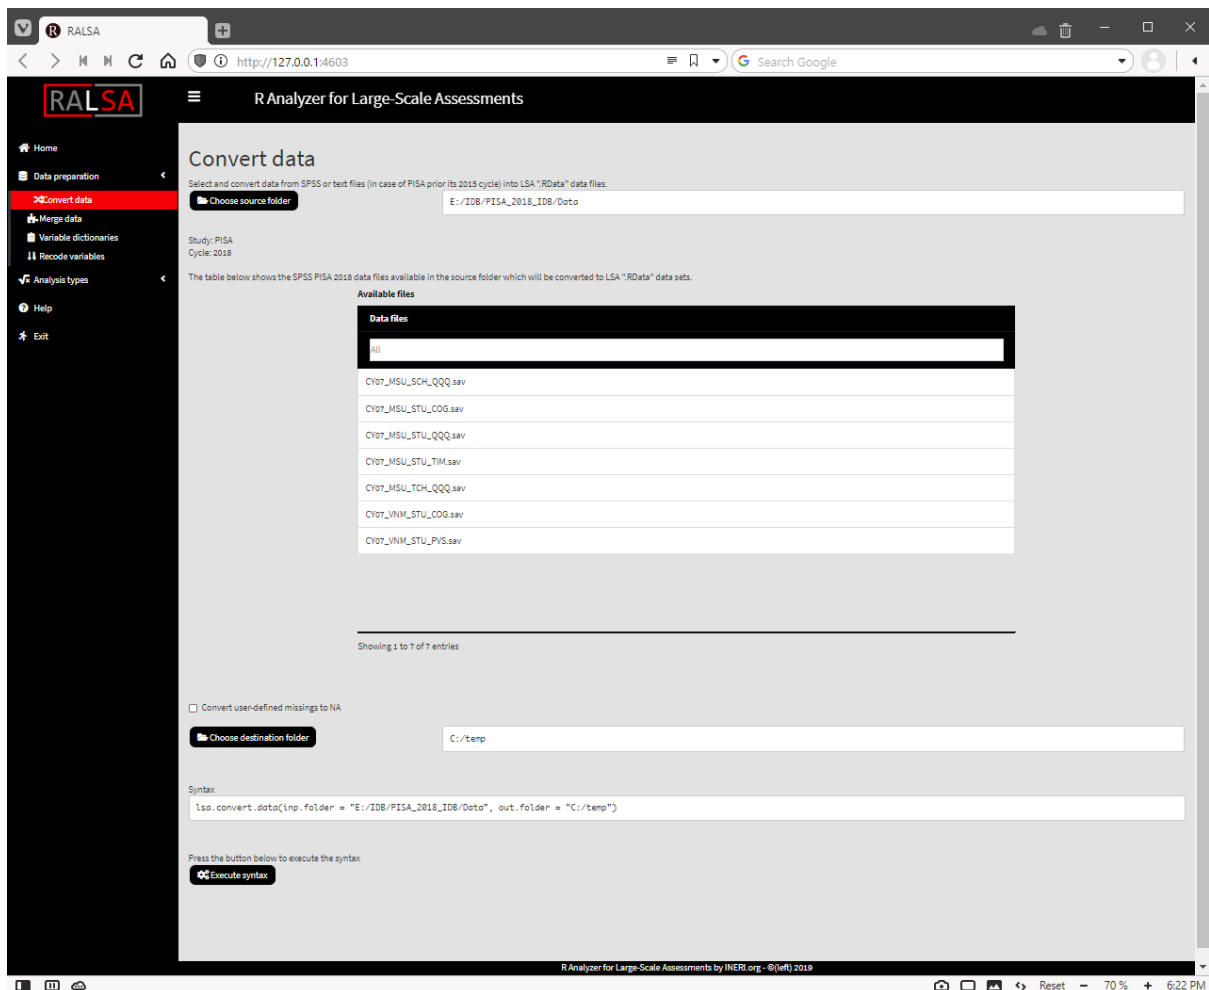 RALSA
http://127.0.0.1:4603
Search Google
RALSA
R Analyzer for Large-Scale Assessments
Home
Data preparation
Convert data
Merge data
Variable dictionaries
Recode variables
Analysis types
Help
Exit
Convert data
Select and convert data from SPSS or text files (in case of PISA prior its 2015 cycle) into LSA ".RData" data files.
Choose source folder
E:/IDB/PISA_2018_IDB/Data
Study: PISA
Cycle: 2018
The table below shows the SPSS PISA 2018 data files available in the source folder which will be converted to LSA ".RData" data sets.
Available files
Data files
All
CY07_MSU_SCH_QQQ.sav
CY07_MSU_STU_COG.sav
CY07_MSU_STU_QQQ.sav
CY07_MSU_STU_TIM.sav
CY07_MSU_TCH_QQQ.sav
CY07_VNM_STU_COG.sav
CY07_VNM_STU_PVS.sav
Showing 1 to 7 of 7 entries
Convert user-defined missings to NA
Choose destination folder
C:/temp
Syntax
lsa.convert.data(inp.folder = "E:/IDB/PISA_2018_IDB/Data", out.folder = "C:/temp")
Press the button below to execute the syntax
Execute syntax
R Analyzer for Large-Scale Assessments by INERI.org - ©(left) 2019
Reset
70 %
6:22 PM